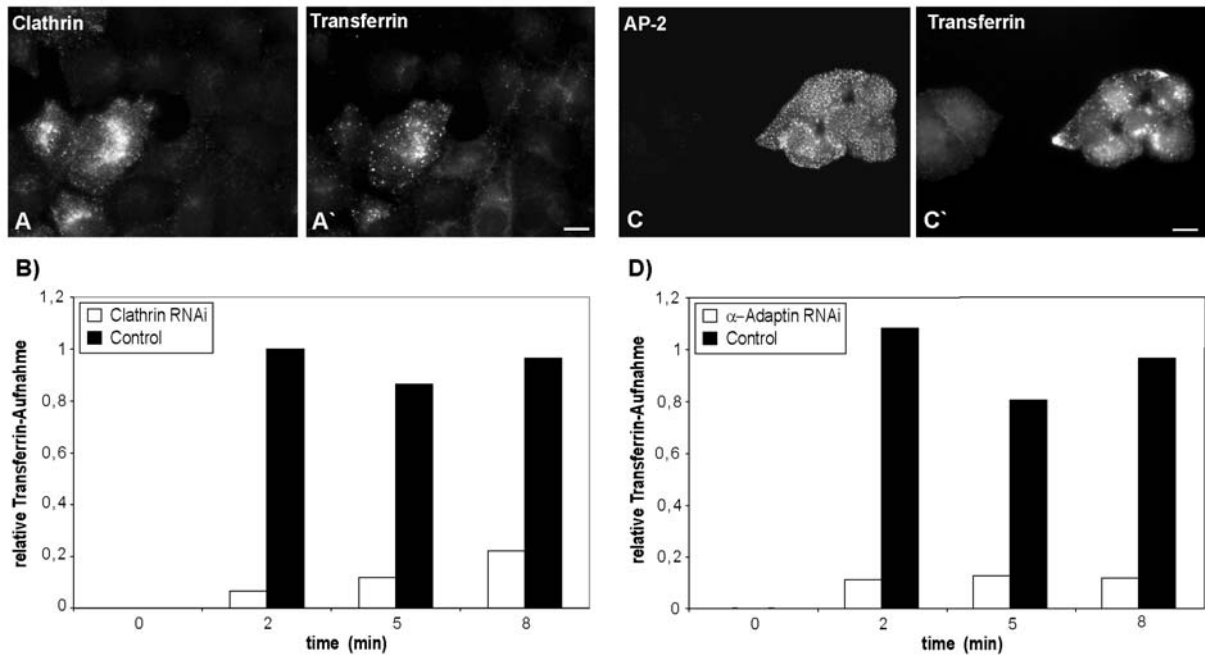 Clathrin
Transferrin
A
A`
AP-2
Transferrin
C
C`
B)
1,2
1
0,8
0,6
0,4
0,2
0
relative Transferrin-Aufnahme
Clathrin RNAi
Control
0
2
5
8
time (min)
D)
1,2
1
0,8
0,6
0,4
0,2
0
relative Transferrin-Aufnahme
α–Adaptin RNAi
Control
0
2
5
8
time (min)